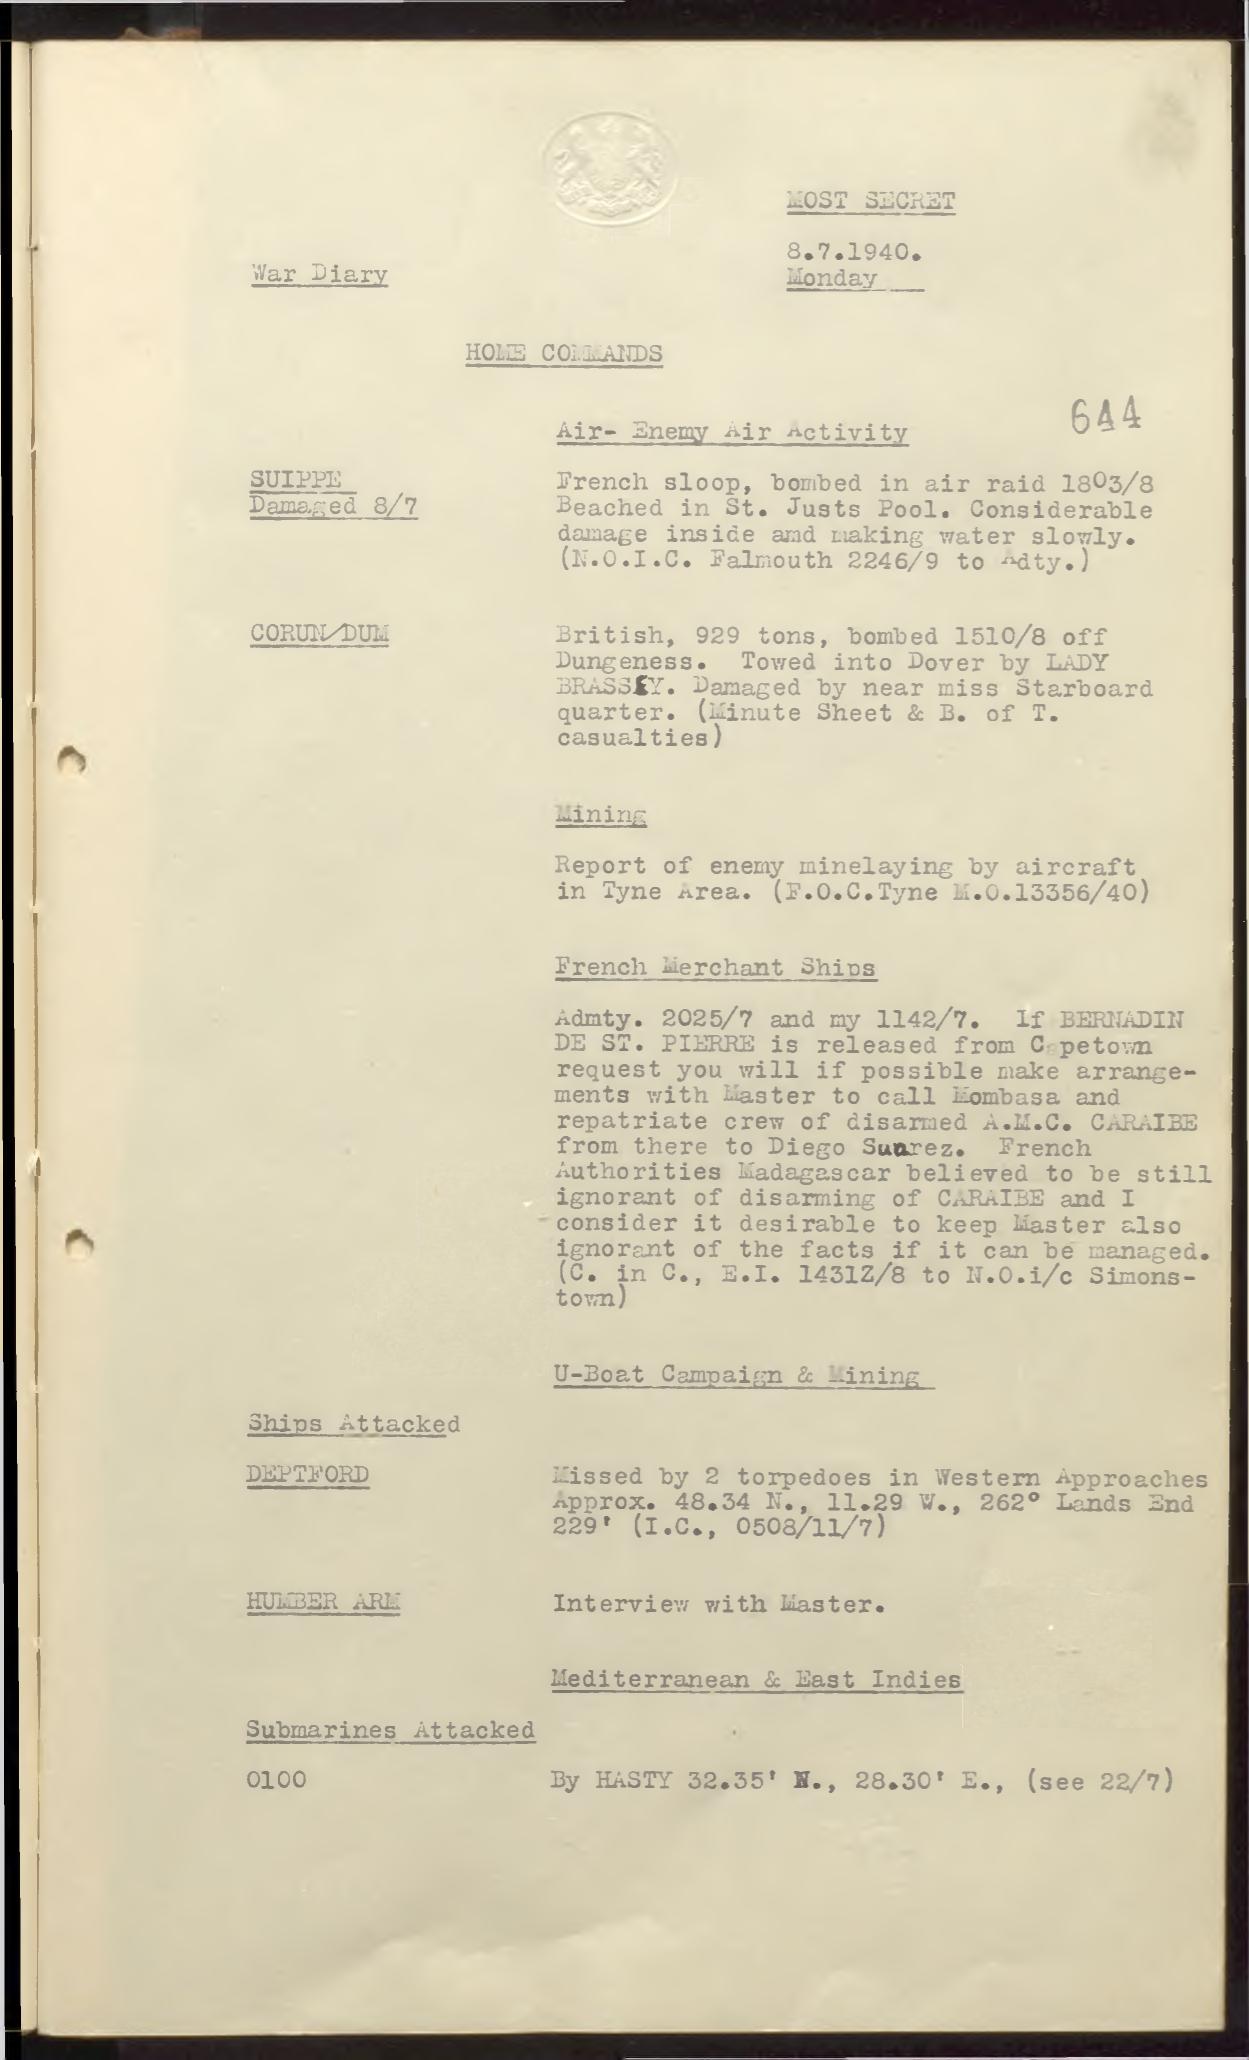 MOST SECRET
8.7.1940.
Monday
War Diary
HOME COMMANDS
644
Air- Enemy Air Activity
SUIPPE
Damaged 8/7
French sloop, bombed in air raid 1803/8
Beached in St. Justs Pool. Considerable
damage inside and making water slowly.
(N.O.I.C. Falmouth 2246/9 to Adty.)
CORUN/DUM
British, 929 tons, bombed 1510/8 off
Dungeness. Towed into Dover by LADY
BRASSEY. Damaged by near miss Starboard
quarter. (Minute Sheet & B. of T.
casualties)
Mining
Report of enemy minelaying by aircraft
in Tyne Area. (F.O.C.Tyne M.O.13356/40)
French Merchant Ships
Admty. 2025/7 and my 1142/7. If BERNADIN
DE ST. PIERRE is released from Capetown
request you will if possible make arrange-
ments with Master to call Mombasa and
repatriate crew of disarmed A.M.C. CARAIBE
from there to Diego Suarez. French
Authorities Madagascar believed to be still
ignorant of disarming of CARAIBE and I
consider it desirable to keep Master also
ignorant of the facts if it can be managed.
(C. in C., E.I. 1431Z/8 to N.O.i/c Simons-
town)
U-Boat Campaign & Mining
Ships Attacked
DEPTFORD
Missed by 2 torpedoes in Western Approaches
Approx. 48.34 N., 11.29 W., 262° Lands End
229' (I.C., 0508/11/7)
HUMBER ARM
Interview with Master.
Mediterranean & East Indies
Submarines Attacked
0100
By HASTY 32.35' N., 28.30' E., (see 22/7)